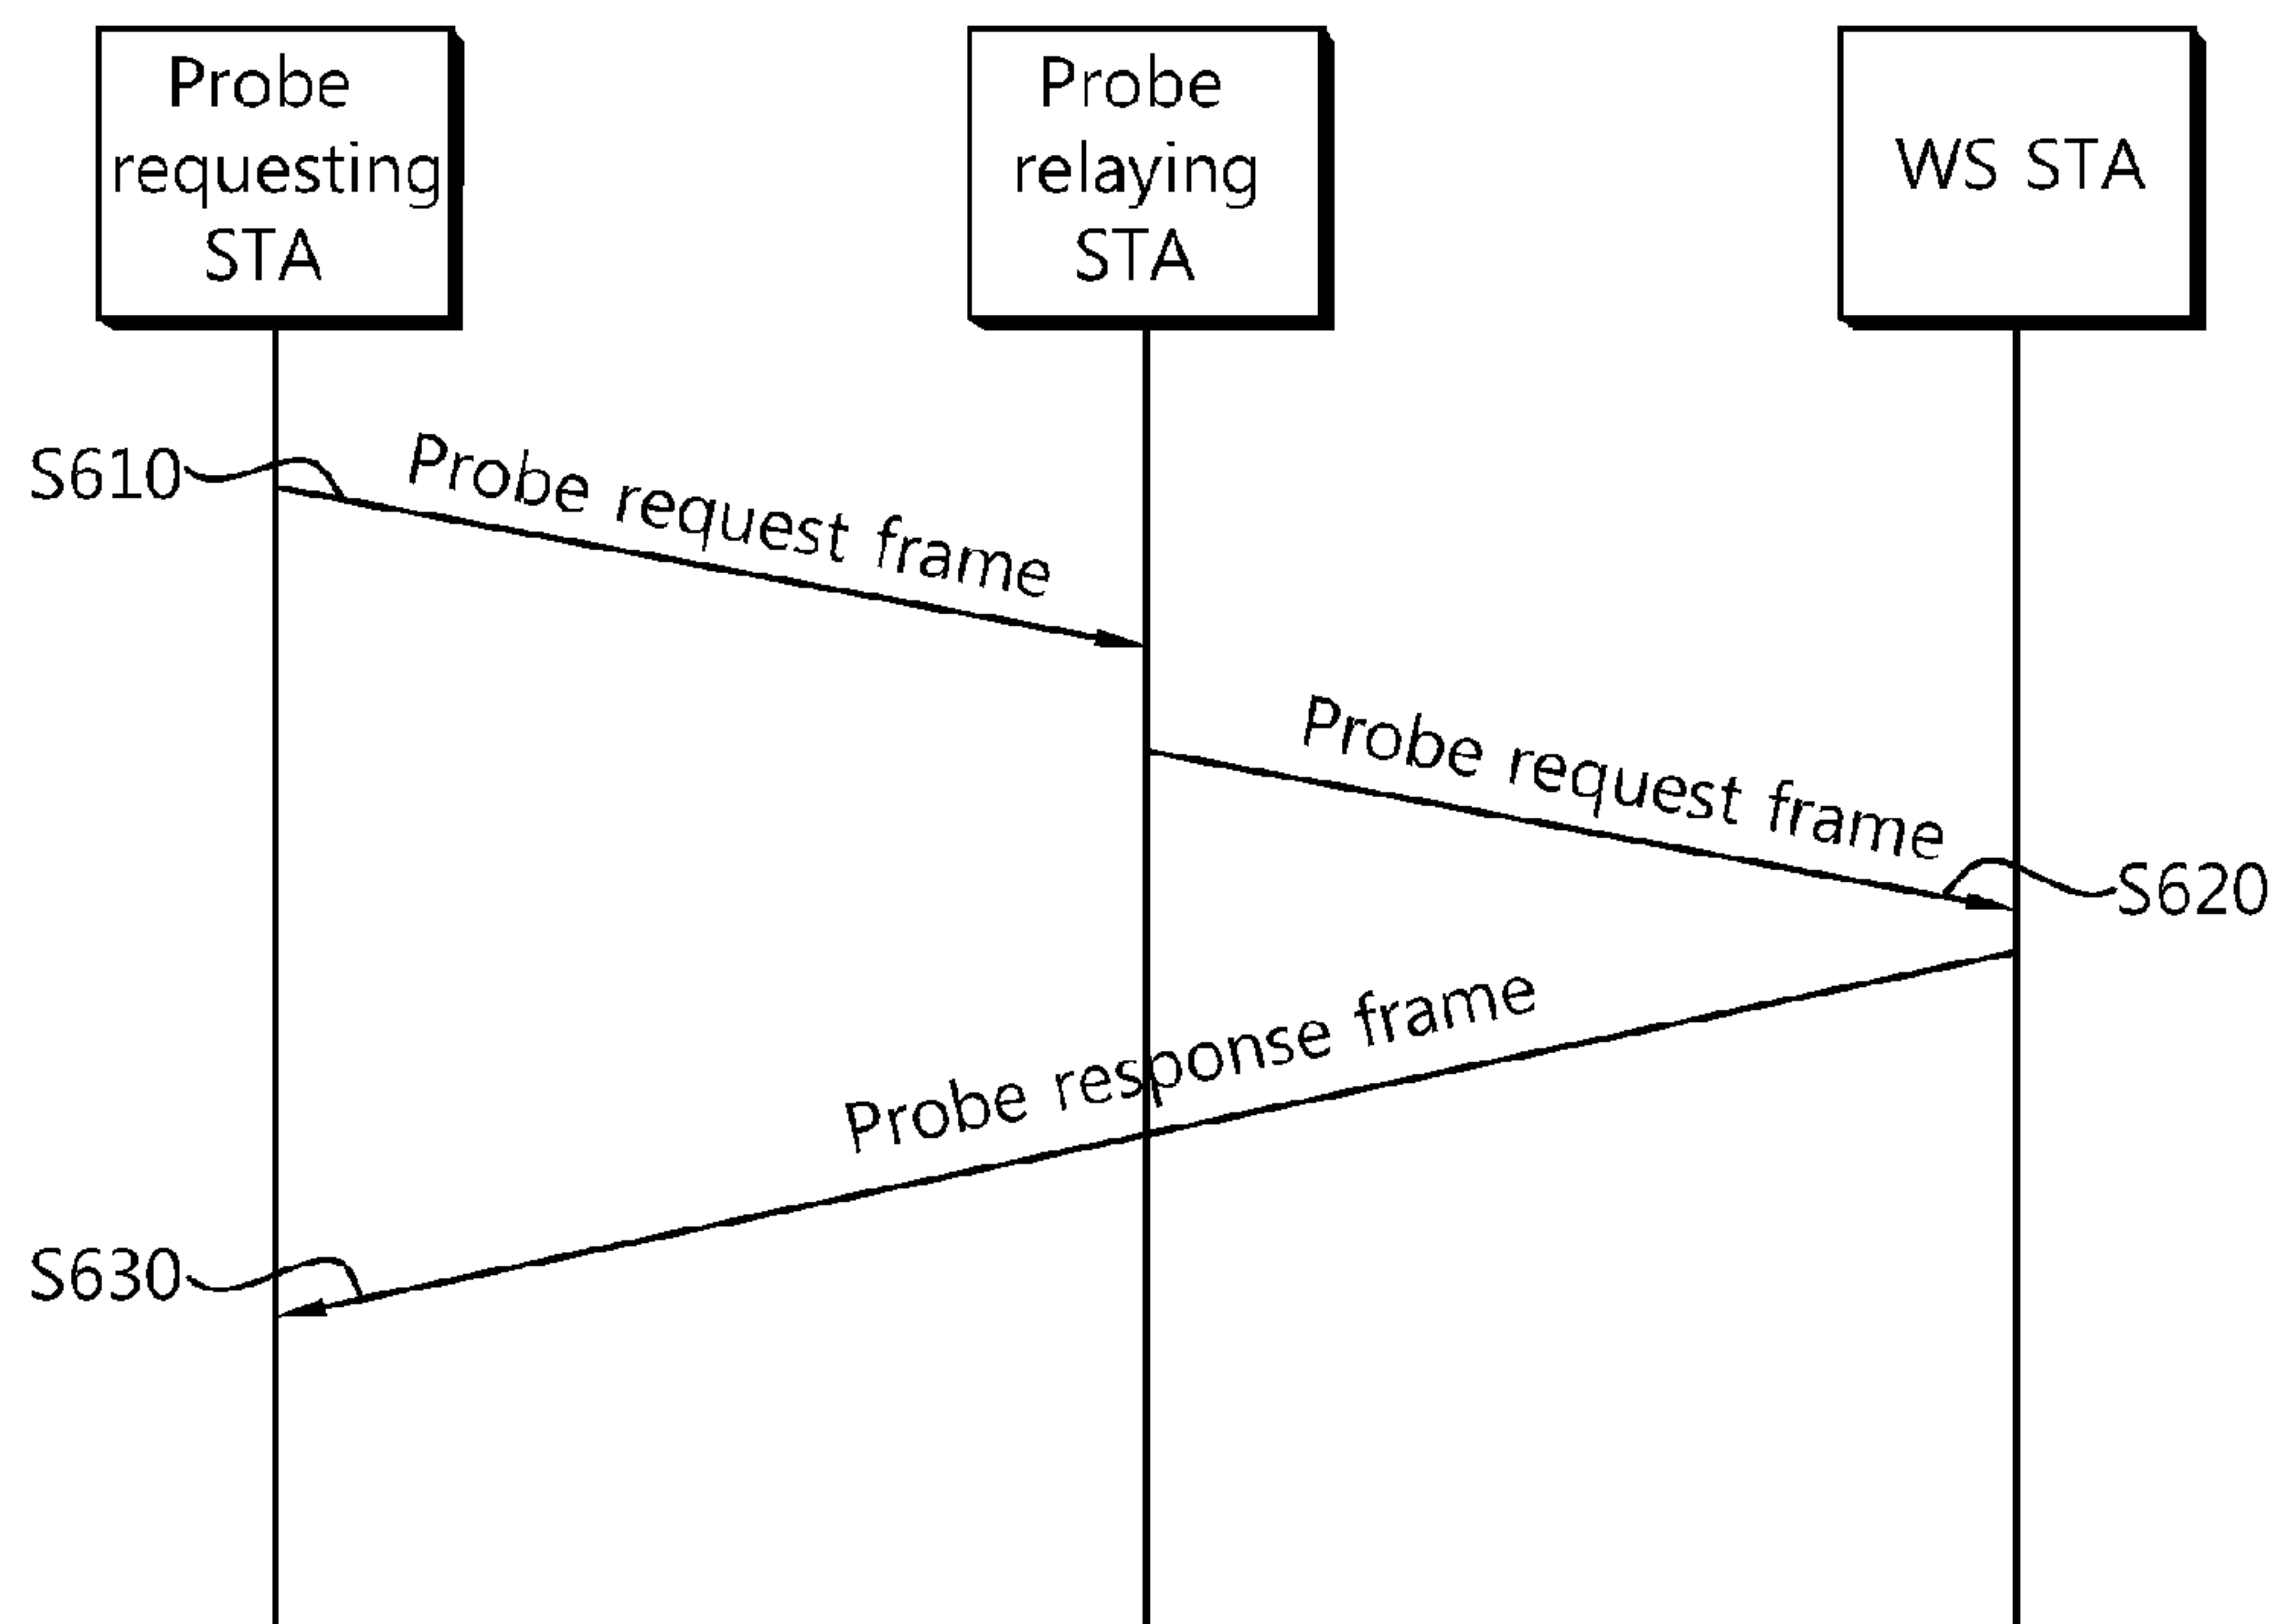 Probe
requesting
STA
Probe
relaying
STA
WS STA
S610
Probe request frame
Probe request frame
S620
Probe response frame
S630